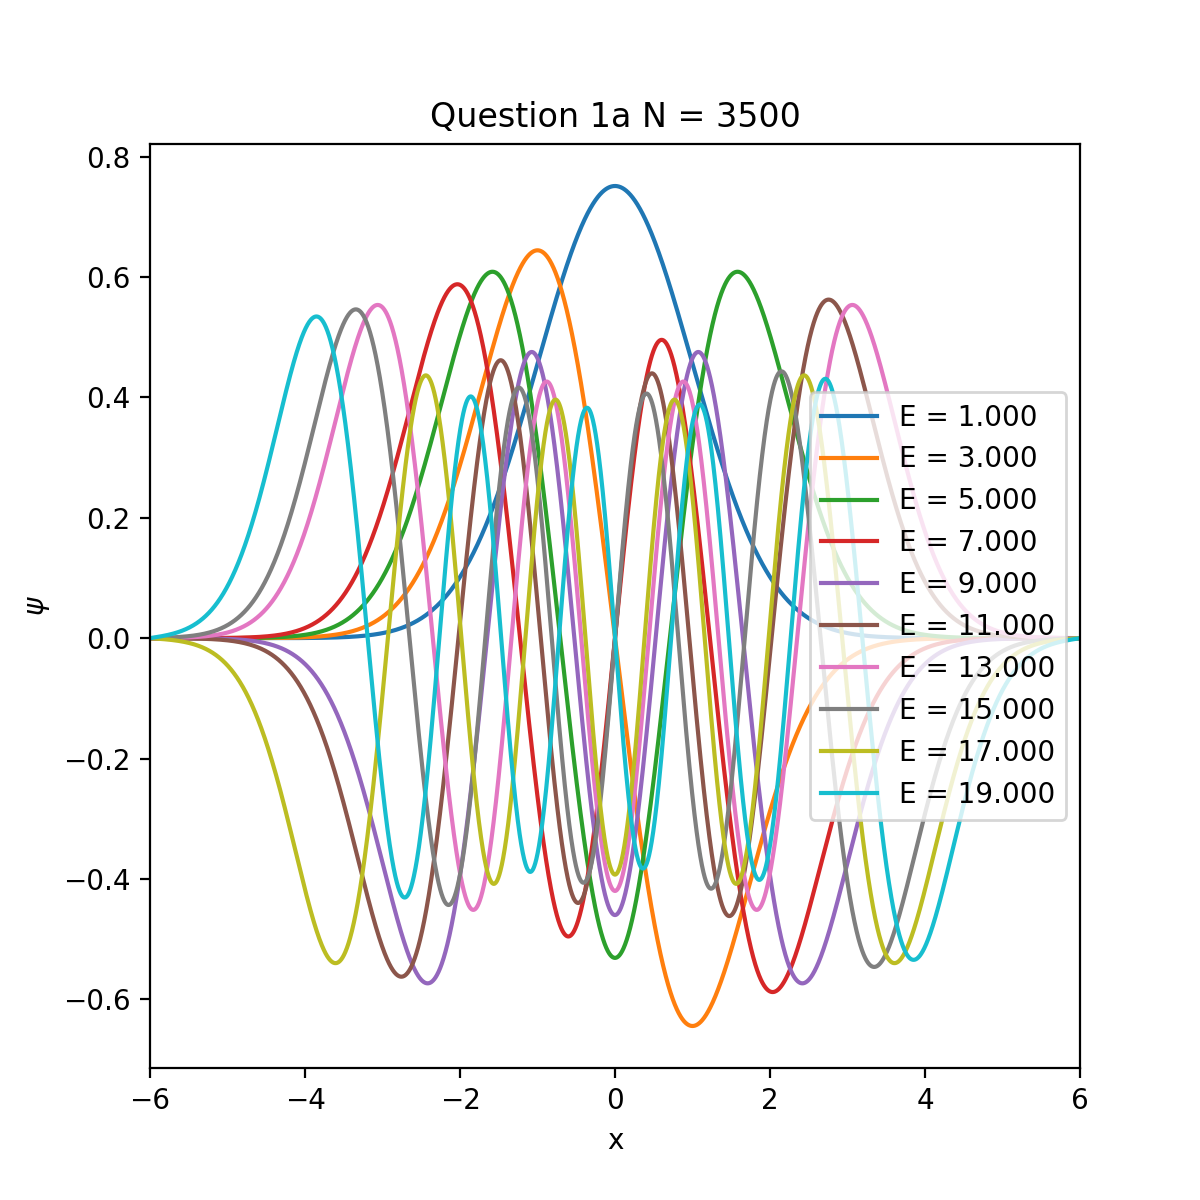 Question 1a N = 3500
0.8
0.6
0.4
0.2
0.0
−0.2
−0.4
−0.6
ψ
E = 1.000
E = 3.000
E = 5.000
E = 7.000
E = 9.000
E = 11.000
E = 13.000
E = 15.000
E = 17.000
E = 19.000
−6 −4 −2 0 2 4 6
x